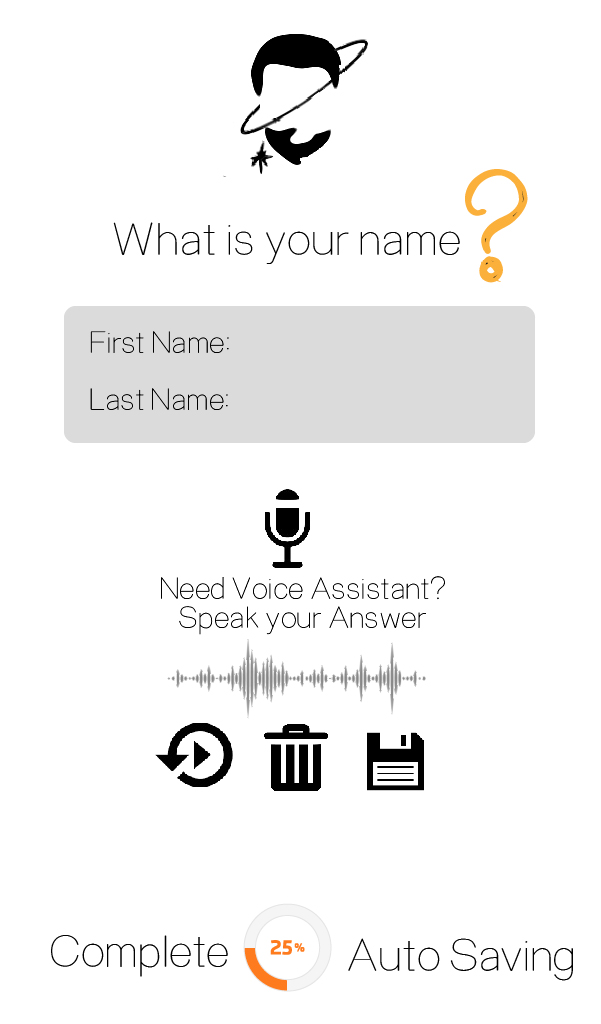 What is your name?
First Name:
Last Name:
Need Voice Assistant?
Speak your Answer
Complete 25% Auto Saving